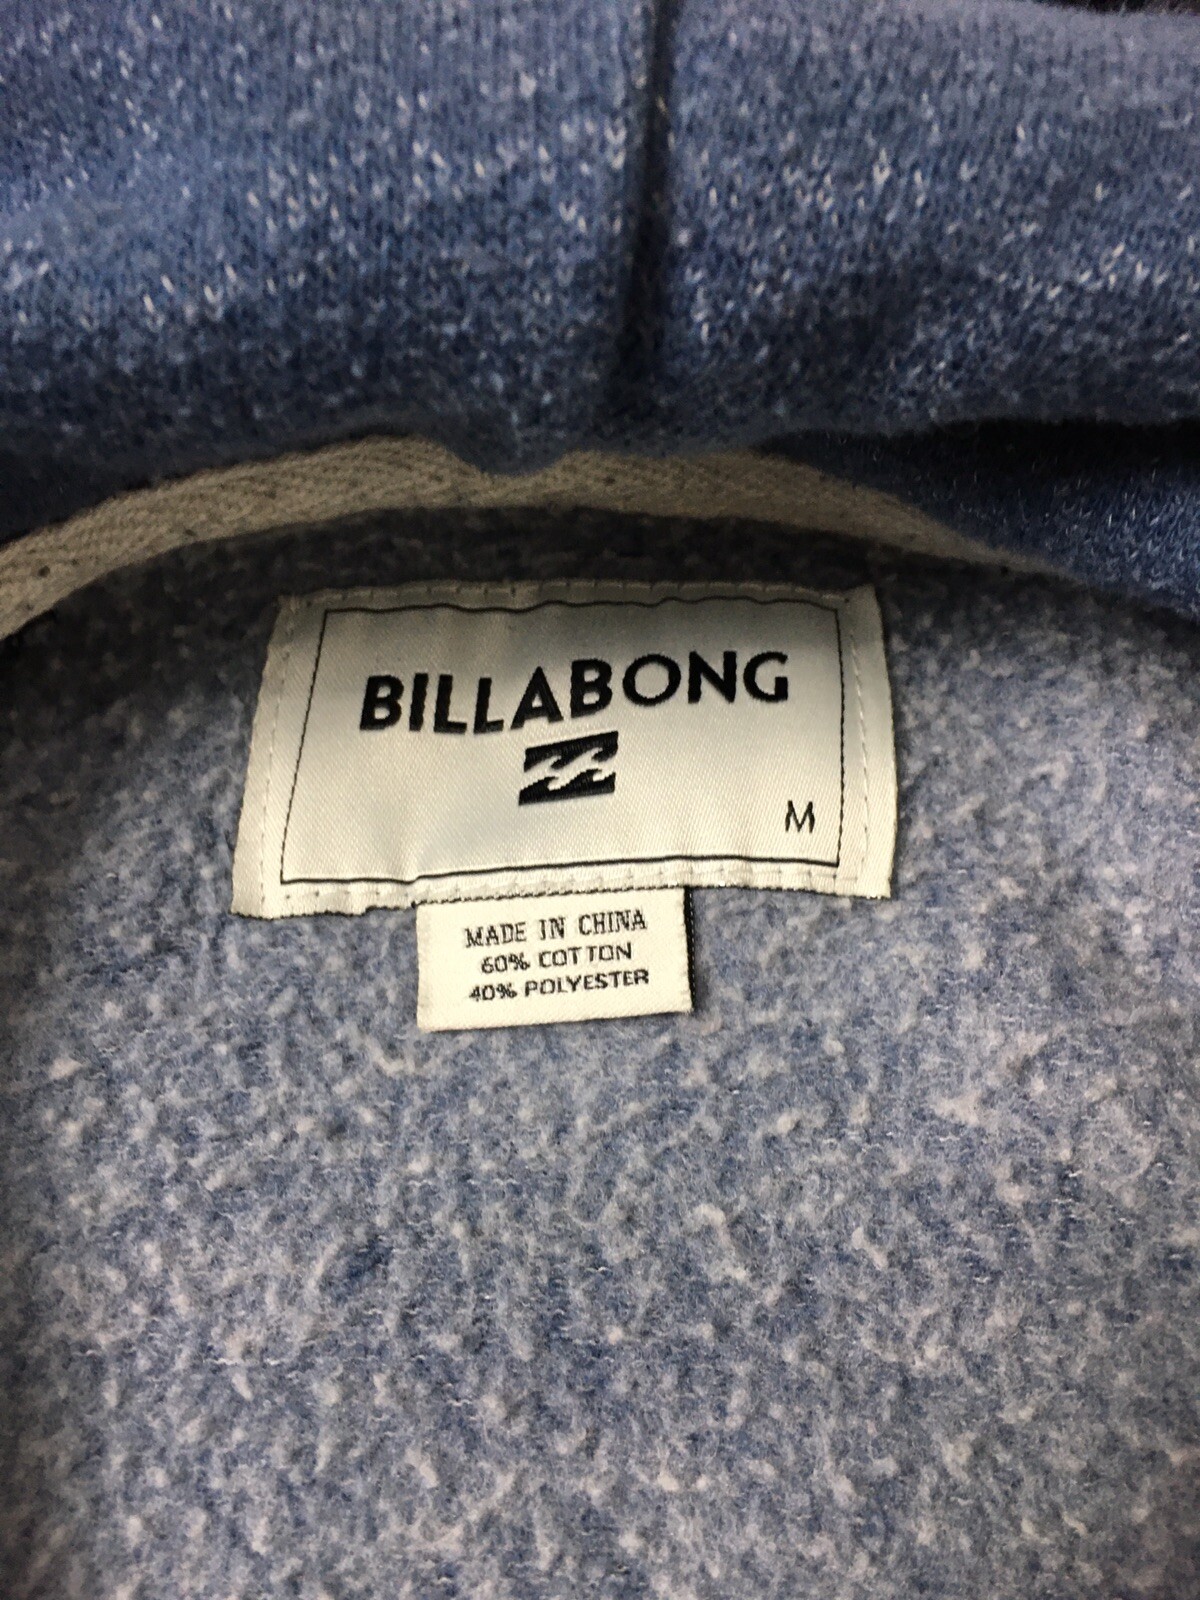 BILLABONG
M
MADE IN CHINA
60% COTTON
40% POLYESTER